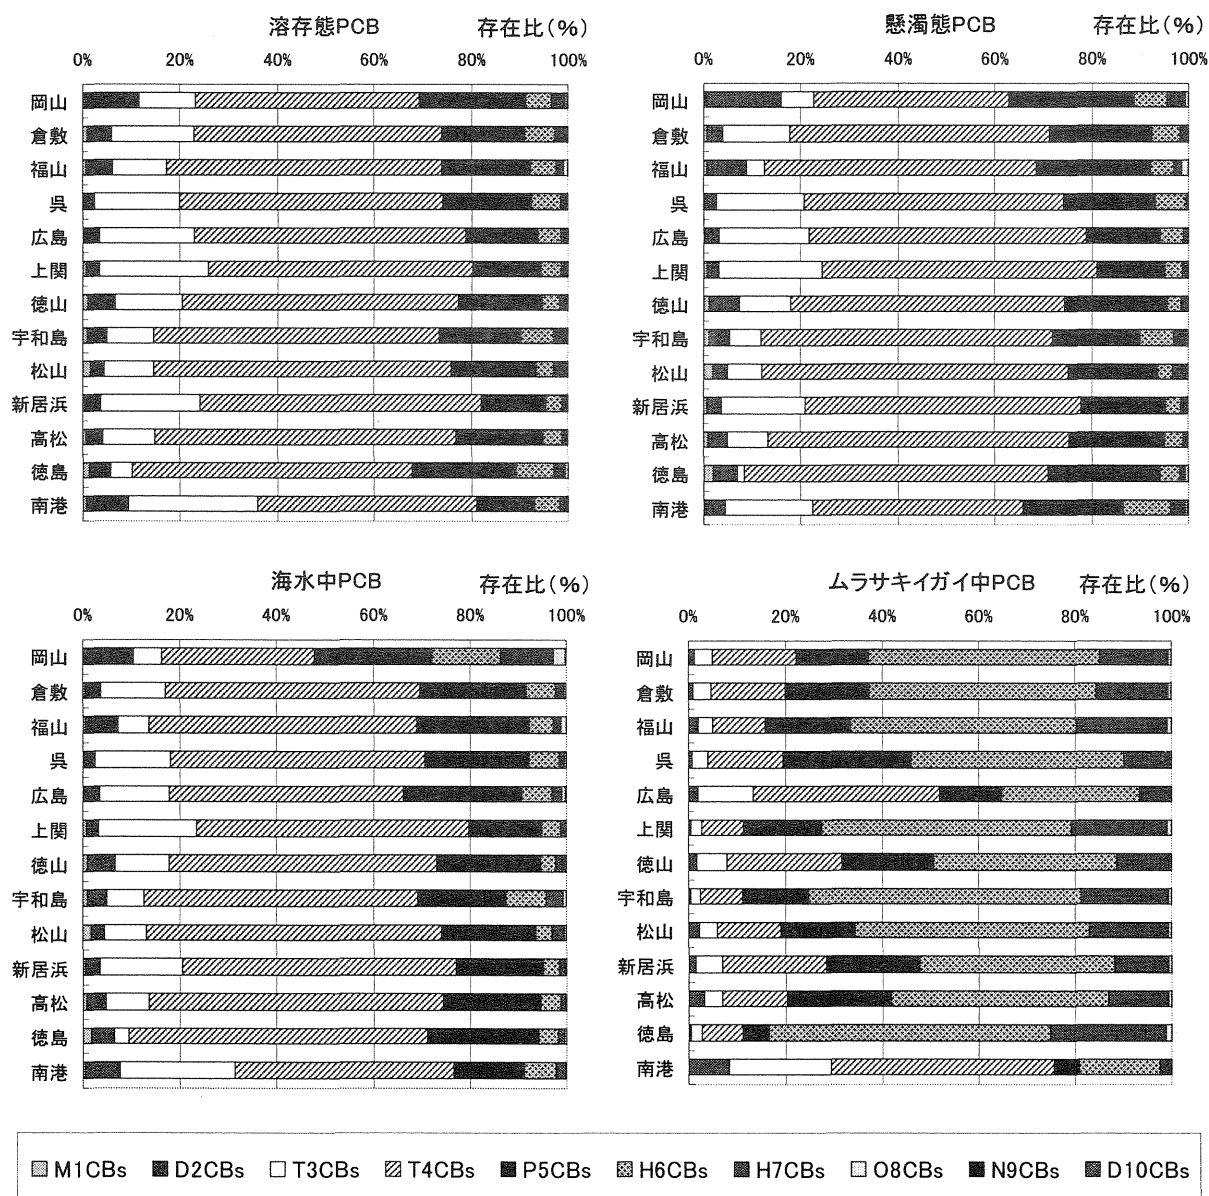 溶存態PCB 存在比(%)
0% 20% 40% 60% 80% 100%
岡山
倉敷
福山
呉
広島
上関
徳山
宇和島
松山
新居浜
高松
徳島
南港
懸濁態PCB 存在比(%)
0% 20% 40% 60% 80% 100%
岡山
倉敷
福山
呉
広島
上関
徳山
宇和島
松山
新居浜
高松
徳島
南港
海水中PCB 存在比(%)
0% 20% 40% 60% 80% 100%
岡山
倉敷
福山
呉
広島
上関
徳山
宇和島
松山
新居浜
高松
徳島
南港
ムラサキイガイ中PCB 存在比(%)
0% 20% 40% 60% 80% 100%
岡山
倉敷
福山
呉
広島
上関
徳山
宇和島
松山
新居浜
高松
徳島
南港
M1CBs D2CBs T3CBs T4CBs P5CBs H6CBs H7CBs O8CBs N9CBs D10CBs